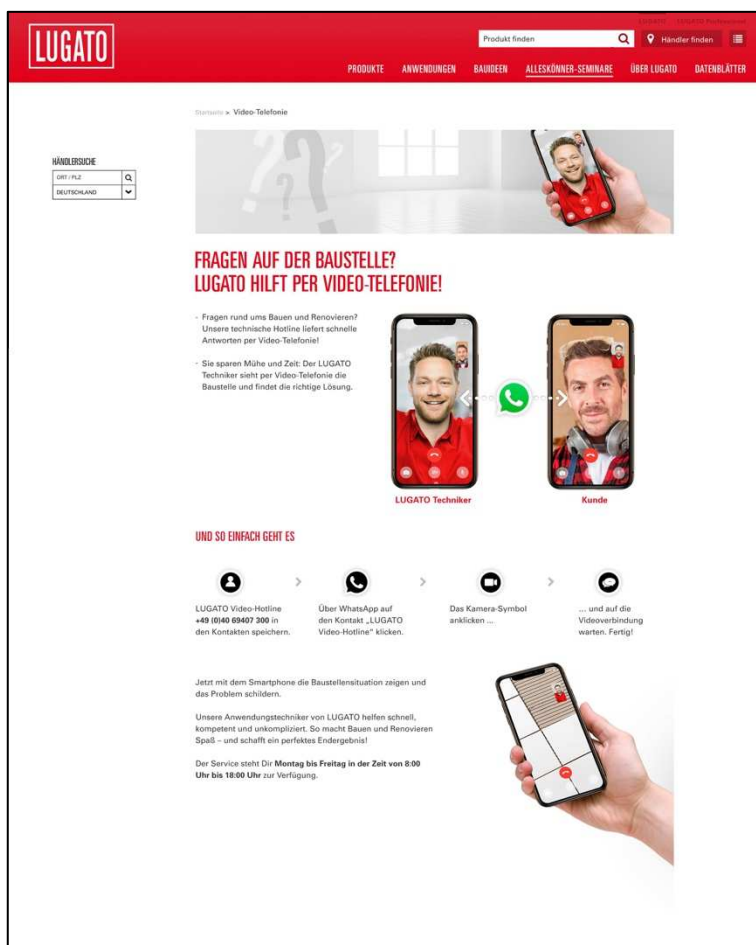 LUGATO LUGATO Professional
LUGATO
Produkt finden
Händler finden
PRODUKTE ANWENDUNGEN BAUIDEEN ALLESKÖNNER-SEMINARE ÜBER LUGATO DATENBLÄTTER
Startseite > Video-Telefonie
HÄNDLERSUCHE
ORT / PLZ
DEUTSCHLAND
FRAGEN AUF DER BAUSTELLE?
LUGATO HILFT PER VIDEO-TELEFONIE!
- Fragen rund ums Bauen und Renovieren?
Unsere technische Hotline liefert schnelle
Antworten per Video-Telefonie!
- Sie sparen Mühe und Zeit: Der LUGATO
Techniker sieht per Video-Telefonie die
Baustelle und findet die richtige Lösung.
LUGATO Techniker
Kunde
UND SO EINFACH GEHT ES
LUGATO Video-Hotline
+49 (0)40 69407 300 in
den Kontakten speichern.
Über WhatsApp auf
den Kontakt „LUGATO
Video-Hotline“ klicken.
Das Kamera-Symbol
anklicken ...
... und auf die
Videoverbindung
warten. Fertig!
Jetzt mit dem Smartphone die Baustellensituation zeigen und
das Problem schildern.
Unsere Anwendungstechniker von LUGATO helfen schnell,
kompetent und unkompliziert. So macht Bauen und Renovieren
Spaß – und schafft ein perfektes Endergebnis!
Der Service steht Dir Montag bis Freitag in der Zeit von 8:00
Uhr bis 18:00 Uhr zur Verfügung.